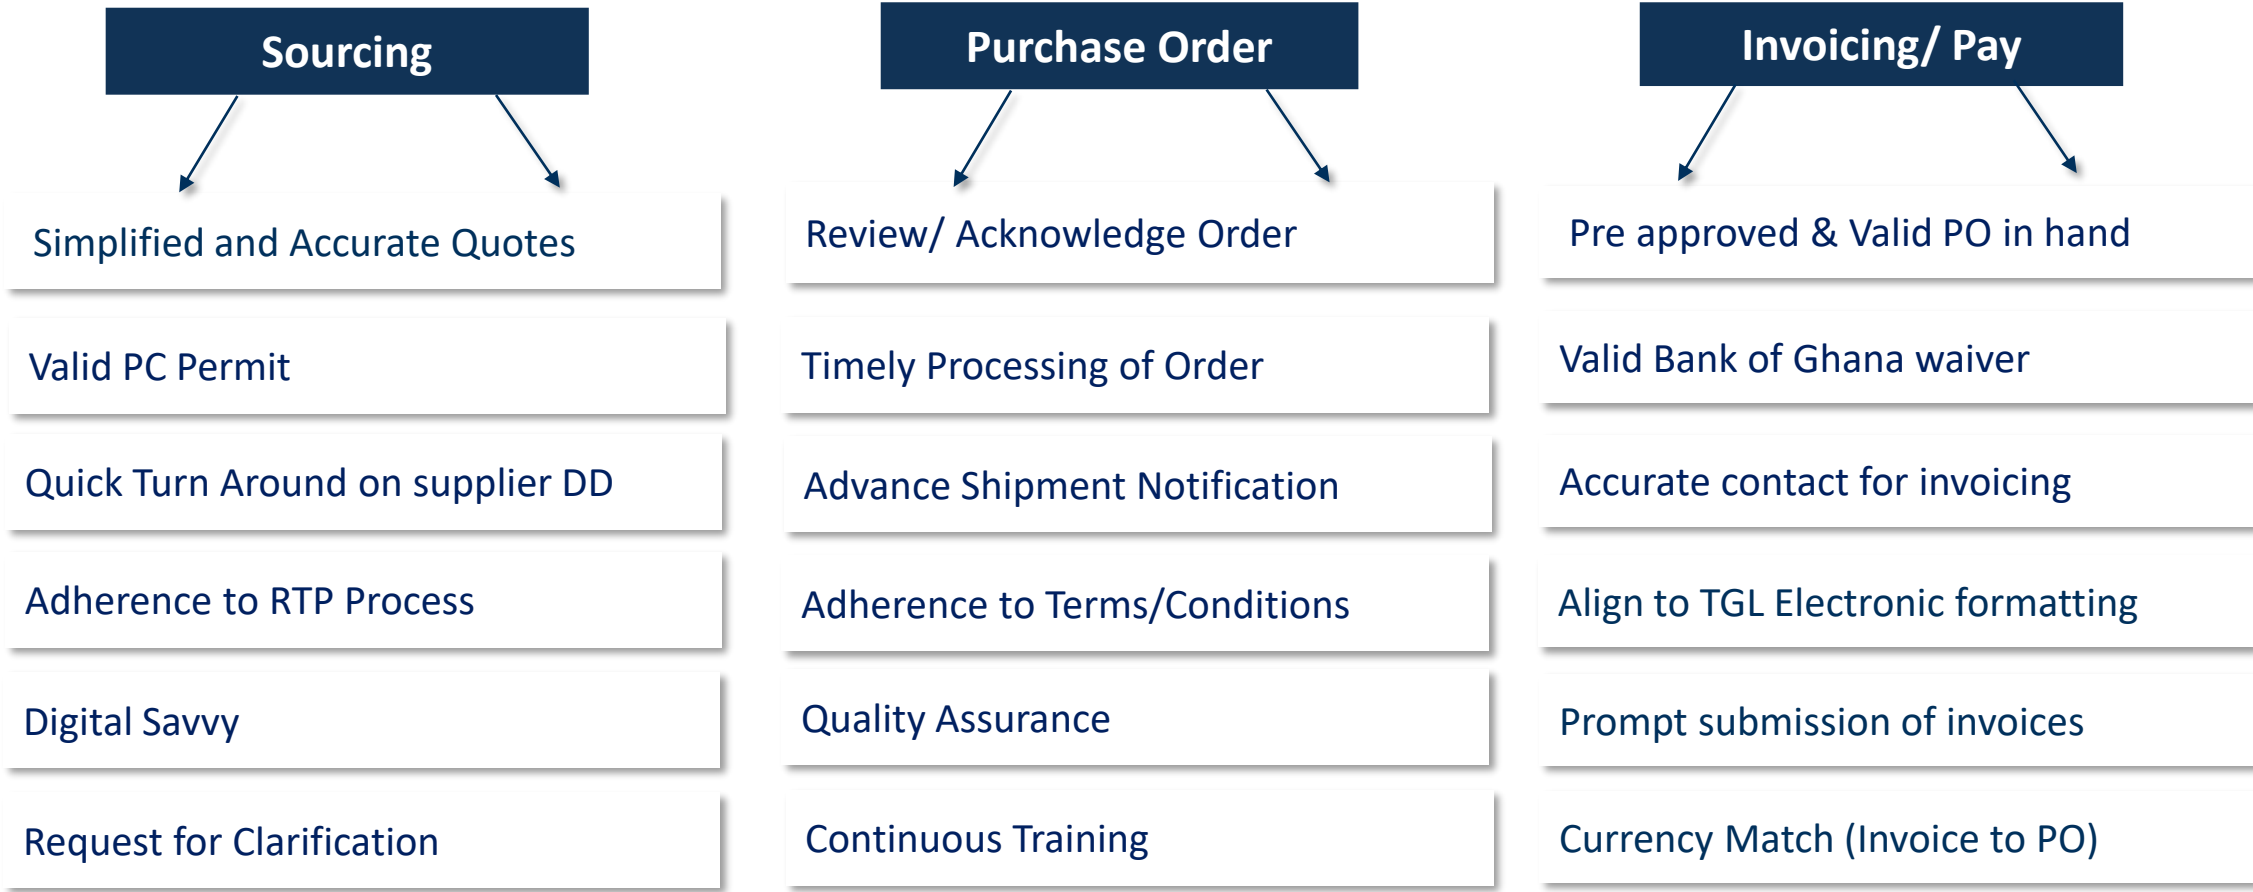 Sourcing
Simplified and Accurate Quotes
Valid PC Permit
Quick Turn Around on supplier DD
Adherence to RTP Process
Digital Savvy
Request for Clarification
Purchase Order
Review/ Acknowledge Order
Timely Processing of Order
Advance Shipment Notification
Adherence to Terms/Conditions
Quality Assurance
Continuous Training
Invoicing/ Pay
Pre approved & Valid PO in hand
Valid Bank of Ghana waiver
Accurate contact for invoicing
Align to TGL Electronic formatting
Prompt submission of invoices
Currency Match (Invoice to PO)